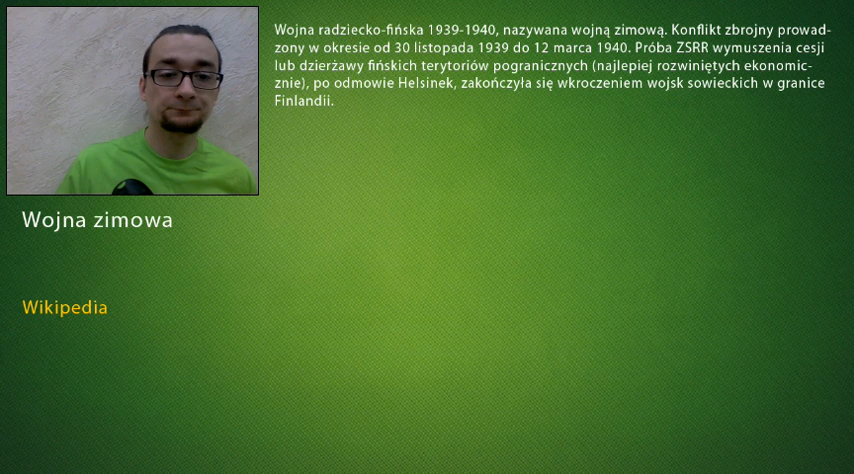 Wojna radziecko-fińska 1939-1940, nazywana wojną zimową. Konflikt zbrojny prowad-
zony w okresie od 30 listopada 1939 do 12 marca 1940. Próba ZSRR wymuszenia cesji
lub dzierżawy fińskich terytoriów pogranicznych (najlepiej rozwiniętych ekonomic-
znie), po odmowie Helsinek, zakończyła się wkroczeniem wojsk sowieckich w granice
Finlandii.
Wojna zimowa
Wikipedia